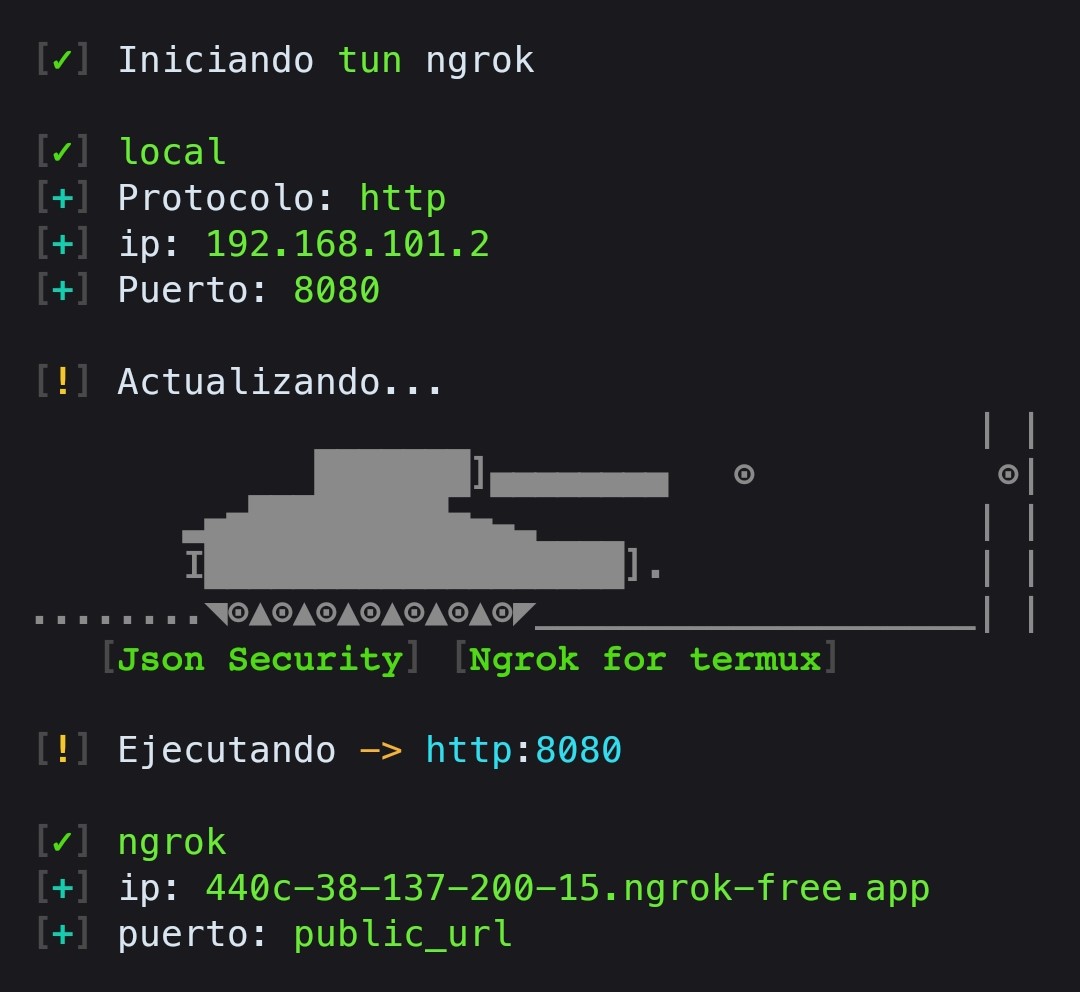 [✓] Iniciando tun ngrok
[✓] local
[+] Protocolo: http
[+] ip: 192.168.101.2
[+] Puerto: 8080
[!] Actualizando...
[Json Security] [Ngrok for termux]
[!] Ejecutando –> http:8080
[✓] ngrok
[+] ip: 440c–38–137–200–15.ngrok–free.app
[+] puerto: public_url